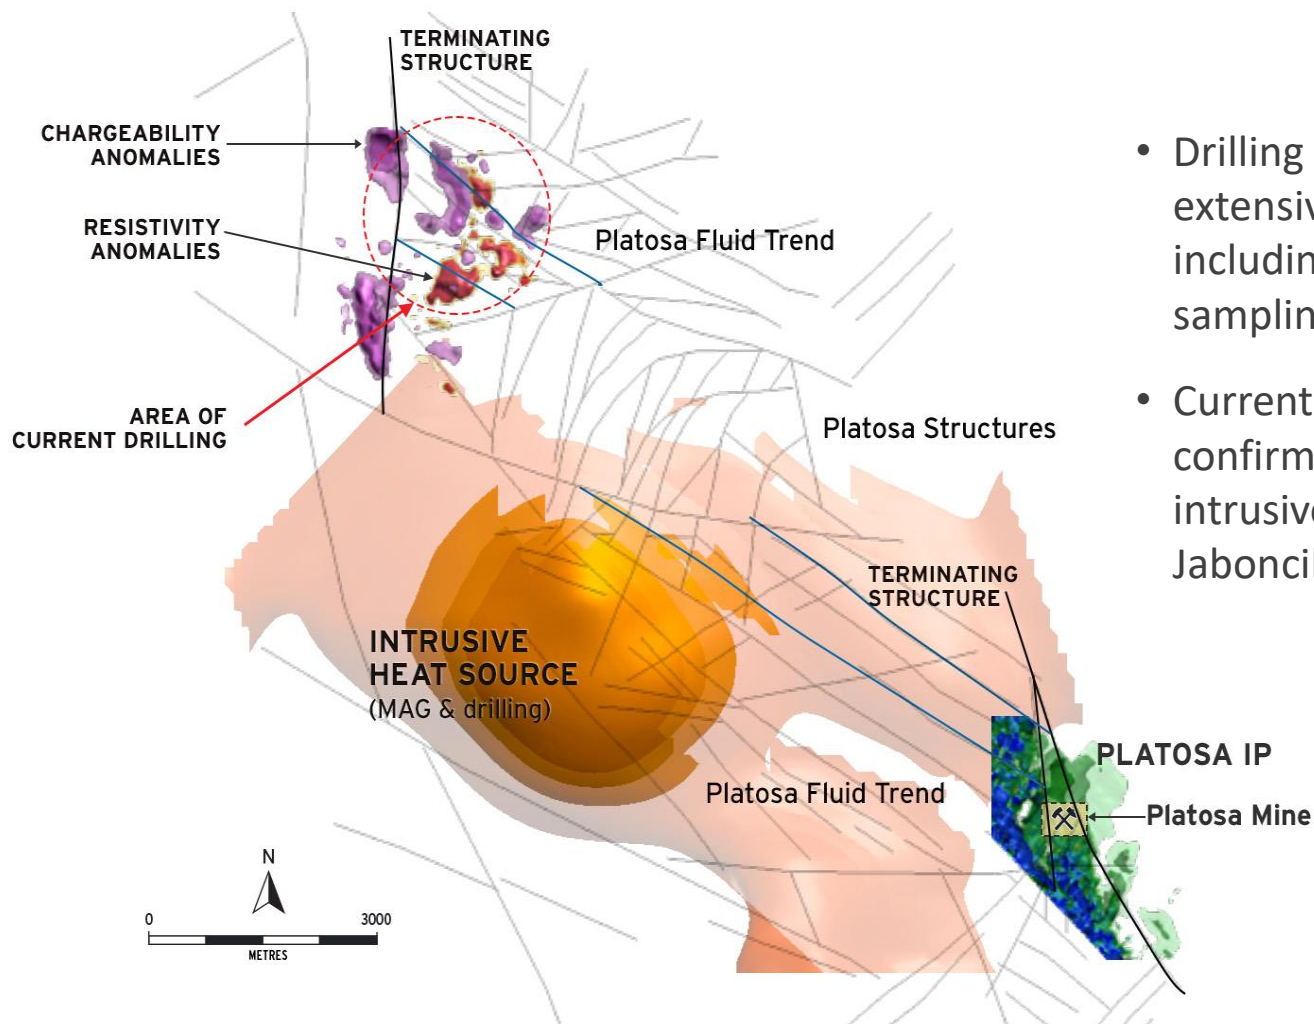 TERMINATING
STRUCTURE
CHARGEABILITY
ANOMALIES
RESISTIVITY
ANOMALIES
Platosa Fluid Trend
AREA OF
CURRENT DRILLING
Platosa Structures
TERMINATING
STRUCTURE
INTRUSIVE
HEAT SOURCE
(MAG & drilling)
PLATOSA IP
Platosa Fluid Trend
Platosa Mine
N
0 3000
METRES
• Drilling
extensiv
includin
samplin
• Current
confirm
intrusive
Jaboncil